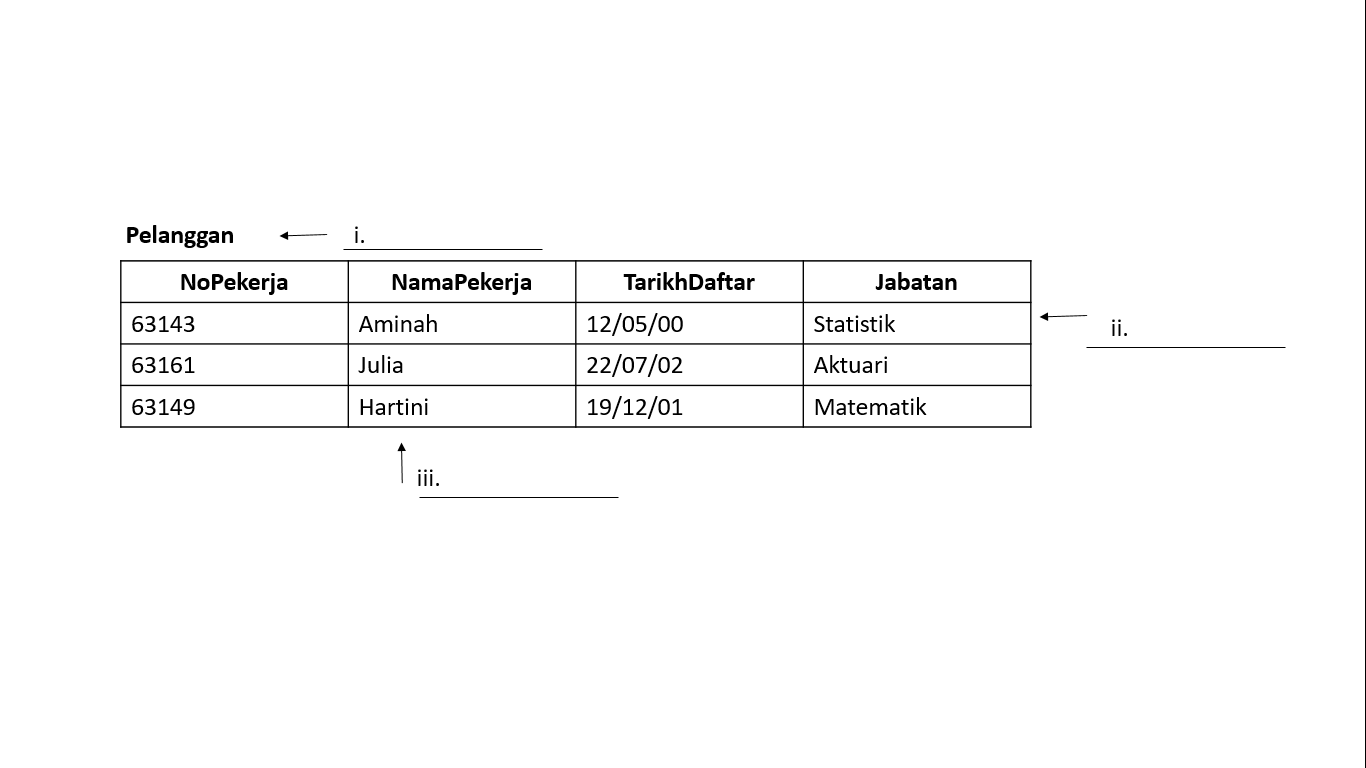 Pelanggan i.
NoPekerja NamaPekerja TarikhDaftar Jabatan
63143 Aminah 12/05/00 Statistik
ii.
63161 Julia 22/07/02 Aktuari
63149 Hartini 19/12/01 Matematik
iii.